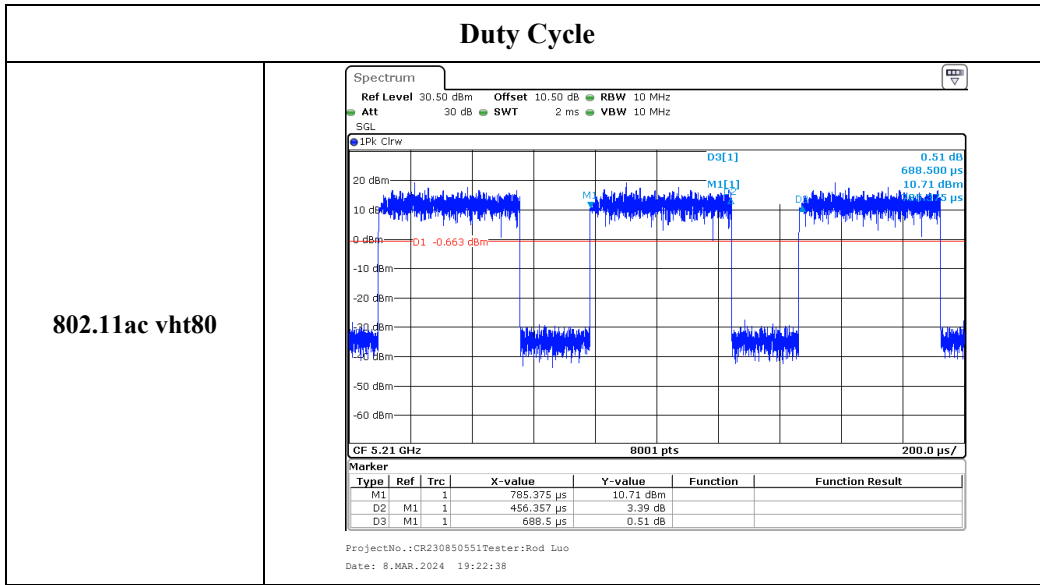 Duty Cycle
802.11ac vht80
Spectrum
Ref Level 30.50 dBm Offset 10.50 dB RBW 10 MHz
Att 30 dB SWT 2 ms VBW 10 MHz
SGL
1Pk Clrw
D3[1] 0.51 dB
688.500 µs
M1[1] 10.71 dBm
20 dBm
M1
10 dBm
0 dBm
D1 -0.663 dBm
-10 dBm
-20 dBm
-30 dBm
-40 dBm
-50 dBm
-60 dBm
CF 5.21 GHz 8001 pts 200.0 µs/
Marker
Type Ref Trc X-value Y-value Function Function Result
M1 1 785.375 µs 10.71 dBm
D2 M1 1 456.357 µs 3.39 dB
D3 M1 1 688.5 µs 0.51 dB
ProjectNo.:CR230850551Tester:Rod Luo
Date: 8.MAR.2024 19:22:38